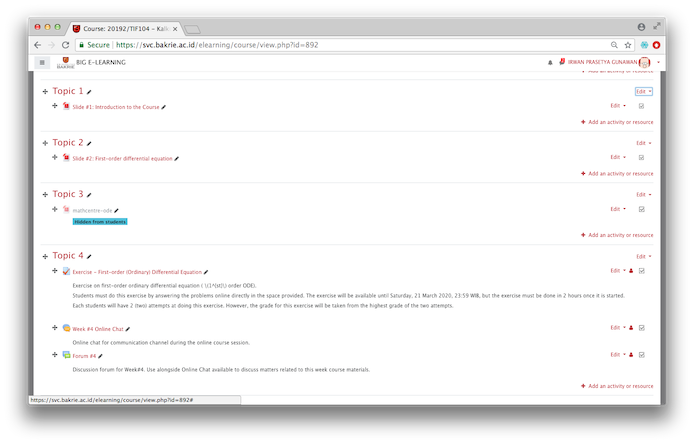 Course: 20192/TIF104 – Kalk
Secure https://svc.bakrie.ac.id/elearning/course/view.php?id=892
BAKRIE BIG E-LEARNING IRWAN PRASETYA GUNAWAN
Add an activity or resource
Topic 1 Edit
Slide #1: Introduction to the Course Edit
Add an activity or resource
Topic 2 Edit
Slide #2: First-order differential equation Edit
Add an activity or resource
Topic 3 Edit
mathcentre-ode Edit
Hidden from students
Add an activity or resource
Topic 4 Edit
Exercise – First-order (Ordinary) Differential Equation Edit
Exercise on first-order ordinary differential equation ( \(1^{st}\) order ODE).
Students must do this exercise by answering the problems online directly in the space provided. The exercise will be available until Saturday, 21 March 2020, 23:59 WIB, but the exercise must be done in 2 hours once it is started.
Each students will have 2 (two) attempts at doing this exercise. However, the grade for this exercise will be taken from the highest grade of the two attempts.
Week #4 Online Chat Edit
Online chat for communication channel during the online course session.
Forum #4 Edit
Discussion forum for Week#4. Use alongside Online Chat available to discuss matters related to this week course materials.
Add an activity or resource
https://svc.bakrie.ac.id/elearning/course/view.php?id=892#